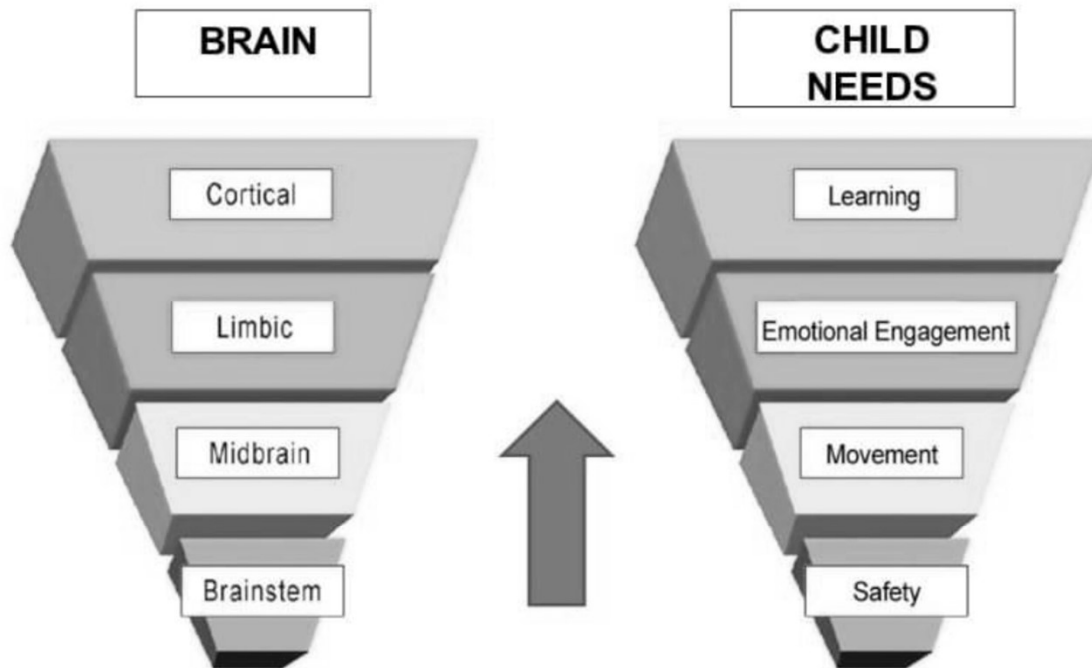 BRAIN
CHILD
NEEDS
Cortical
Learning
Limbic
Emotional Engagement
Midbrain
Movement
Brainstem
Safety